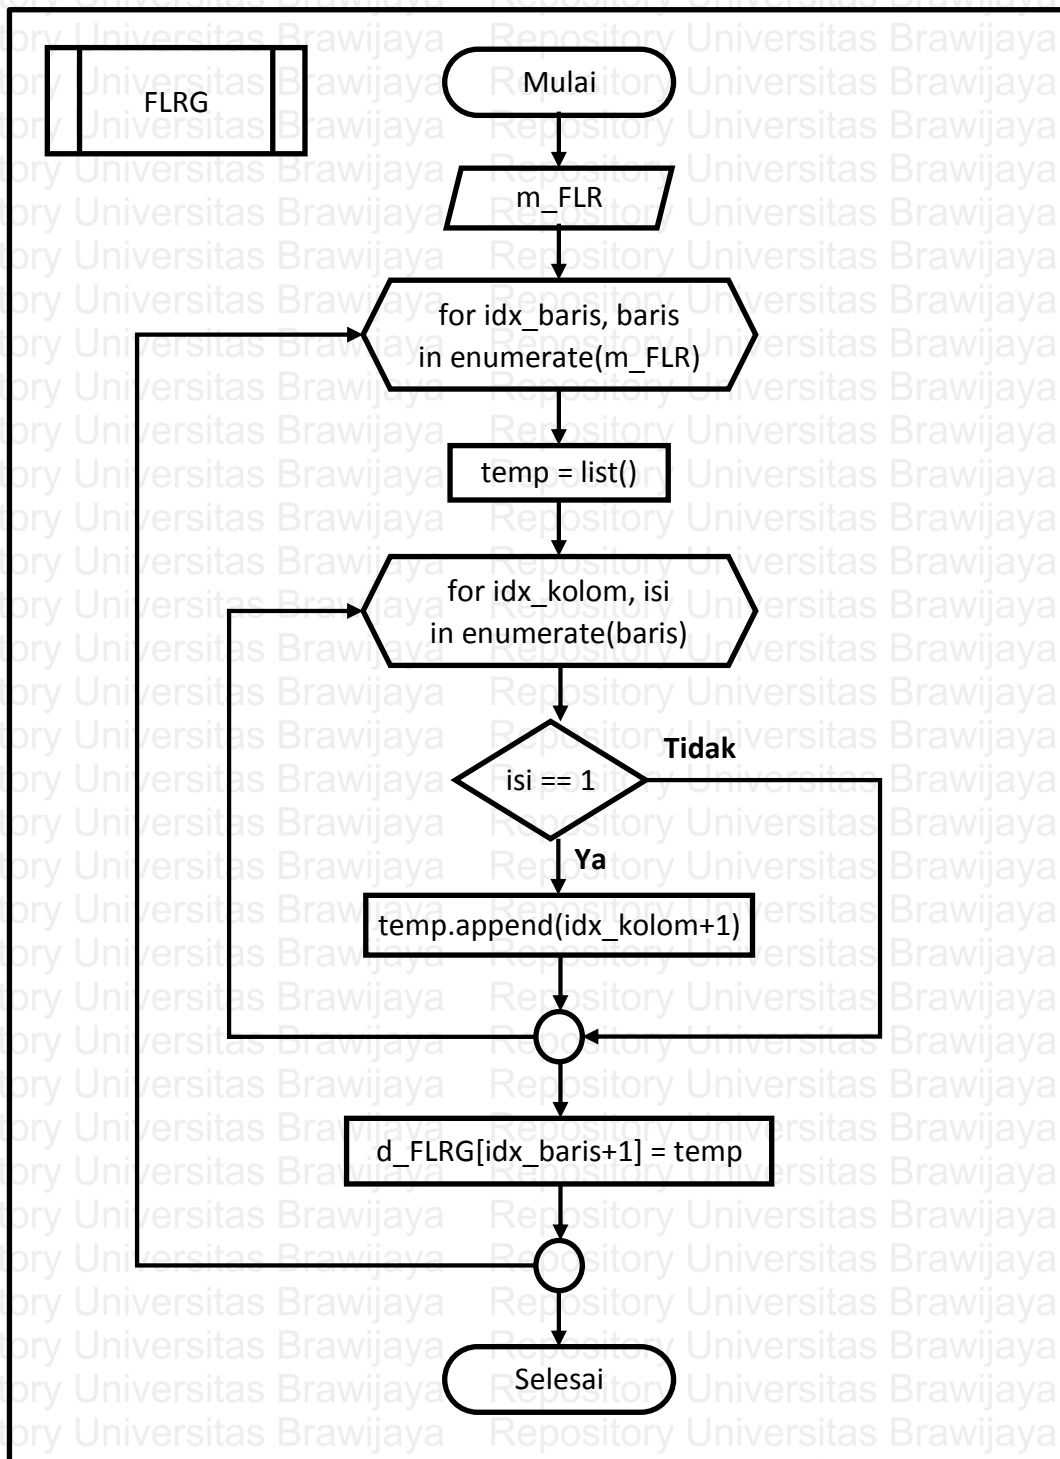 FLRG
Mulai
m_FLR
for idx_baris, baris
in enumerate(m_FLR)
temp = list()
for idx_kolom, isi
in enumerate(baris)
Tidak
isi == 1
Ya
temp.append(idx_kolom+1)
d_FLRG[idx_baris+1] = temp
Selesai